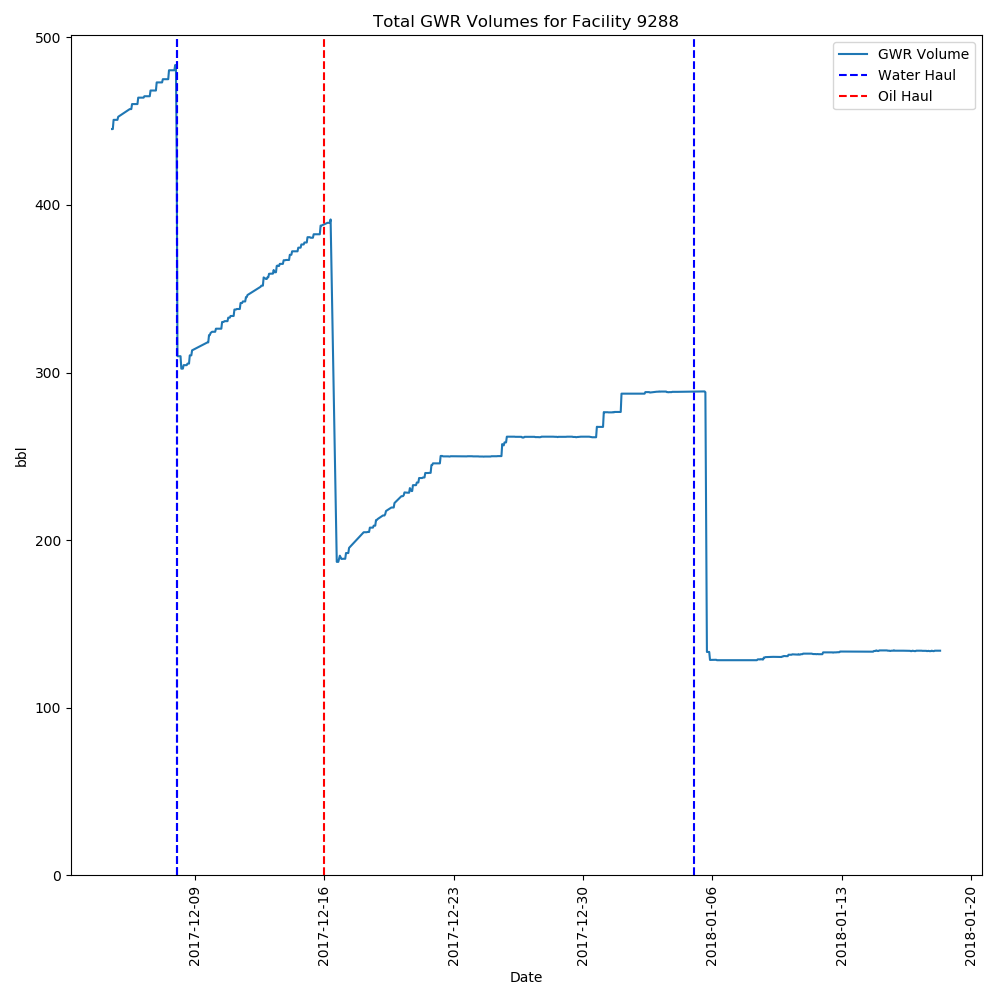 Total GWR Volumes for Facility 9288
GWR Volume
Water Haul
Oil Haul
500
400
300
200
100
0
bbl
2017-12-09
2017-12-16
2017-12-23
2017-12-30
2018-01-06
2018-01-13
2018-01-20
Date